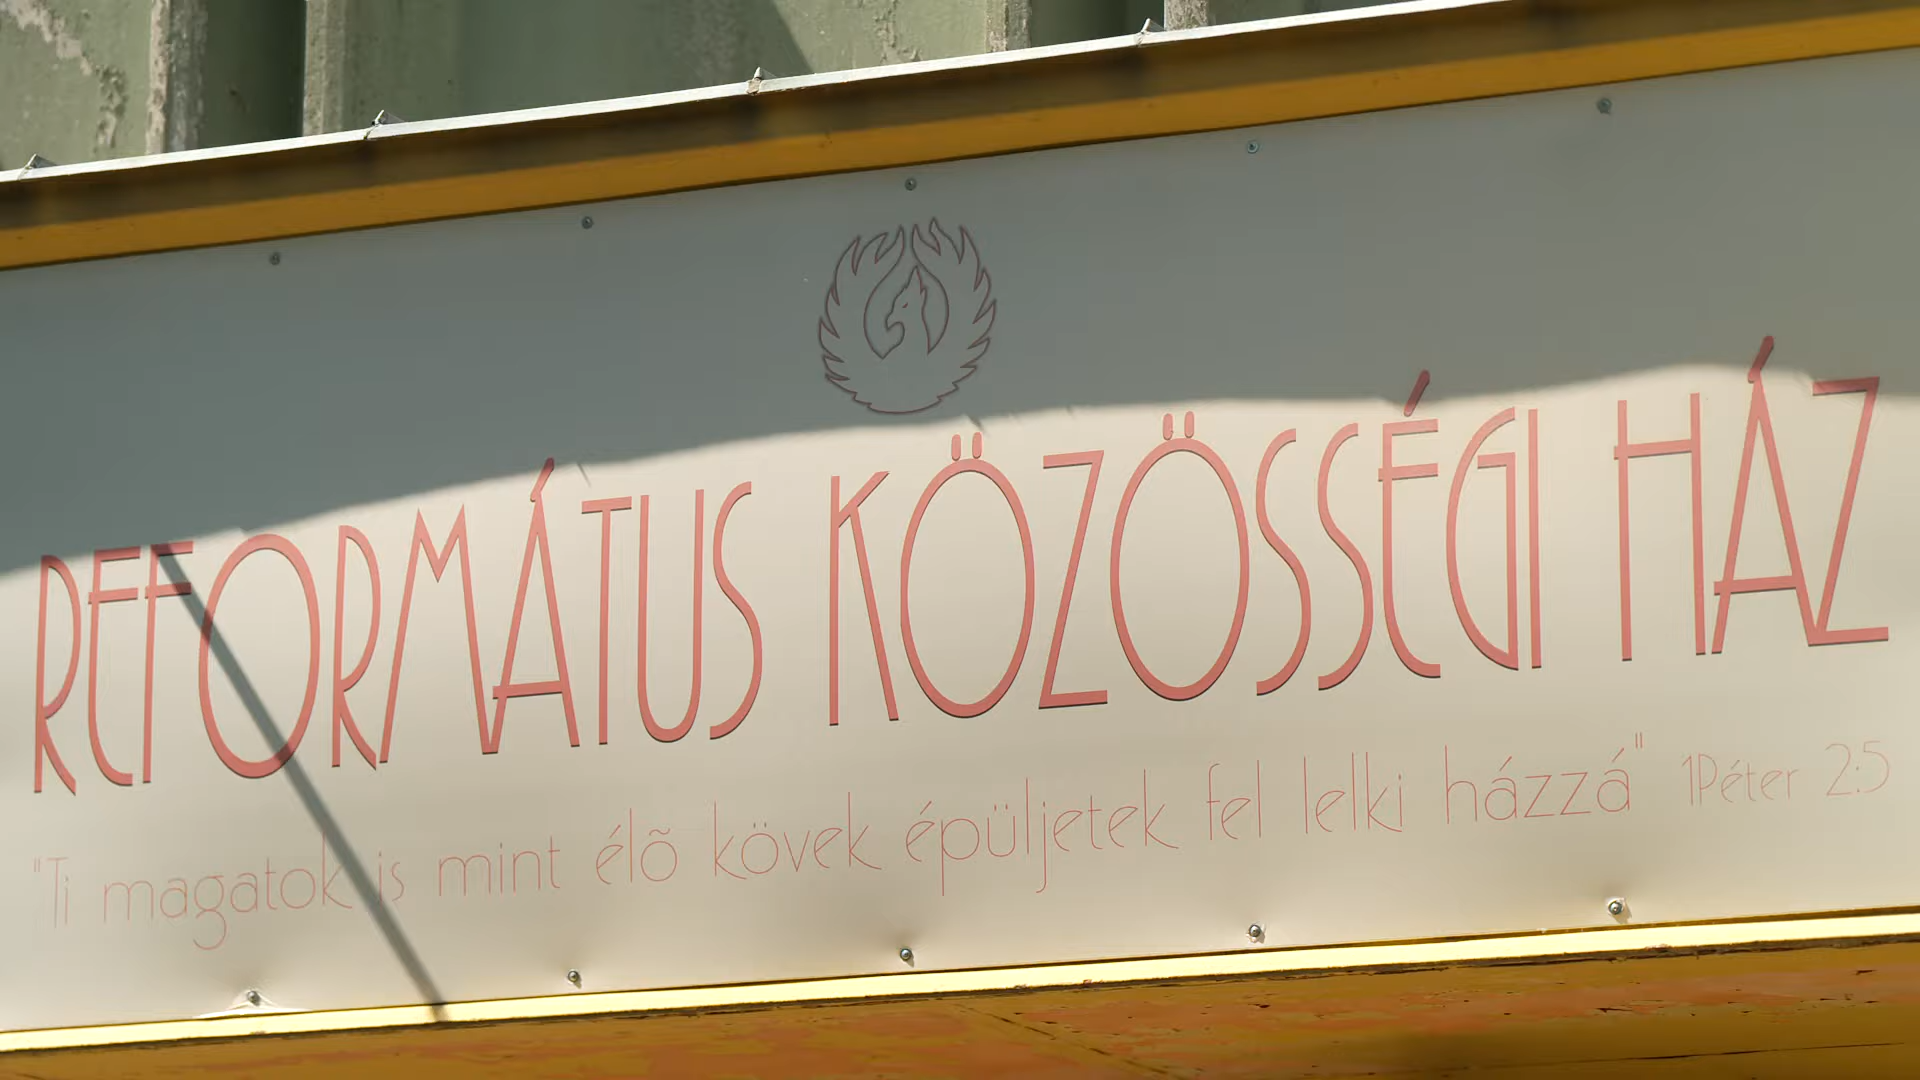 REFORMÁTUS KÖZÖSSÉGI HÁZ
"Ti magatok is mint élõ kövek épüljetek fel lelki házzá" 1Péter 2:5